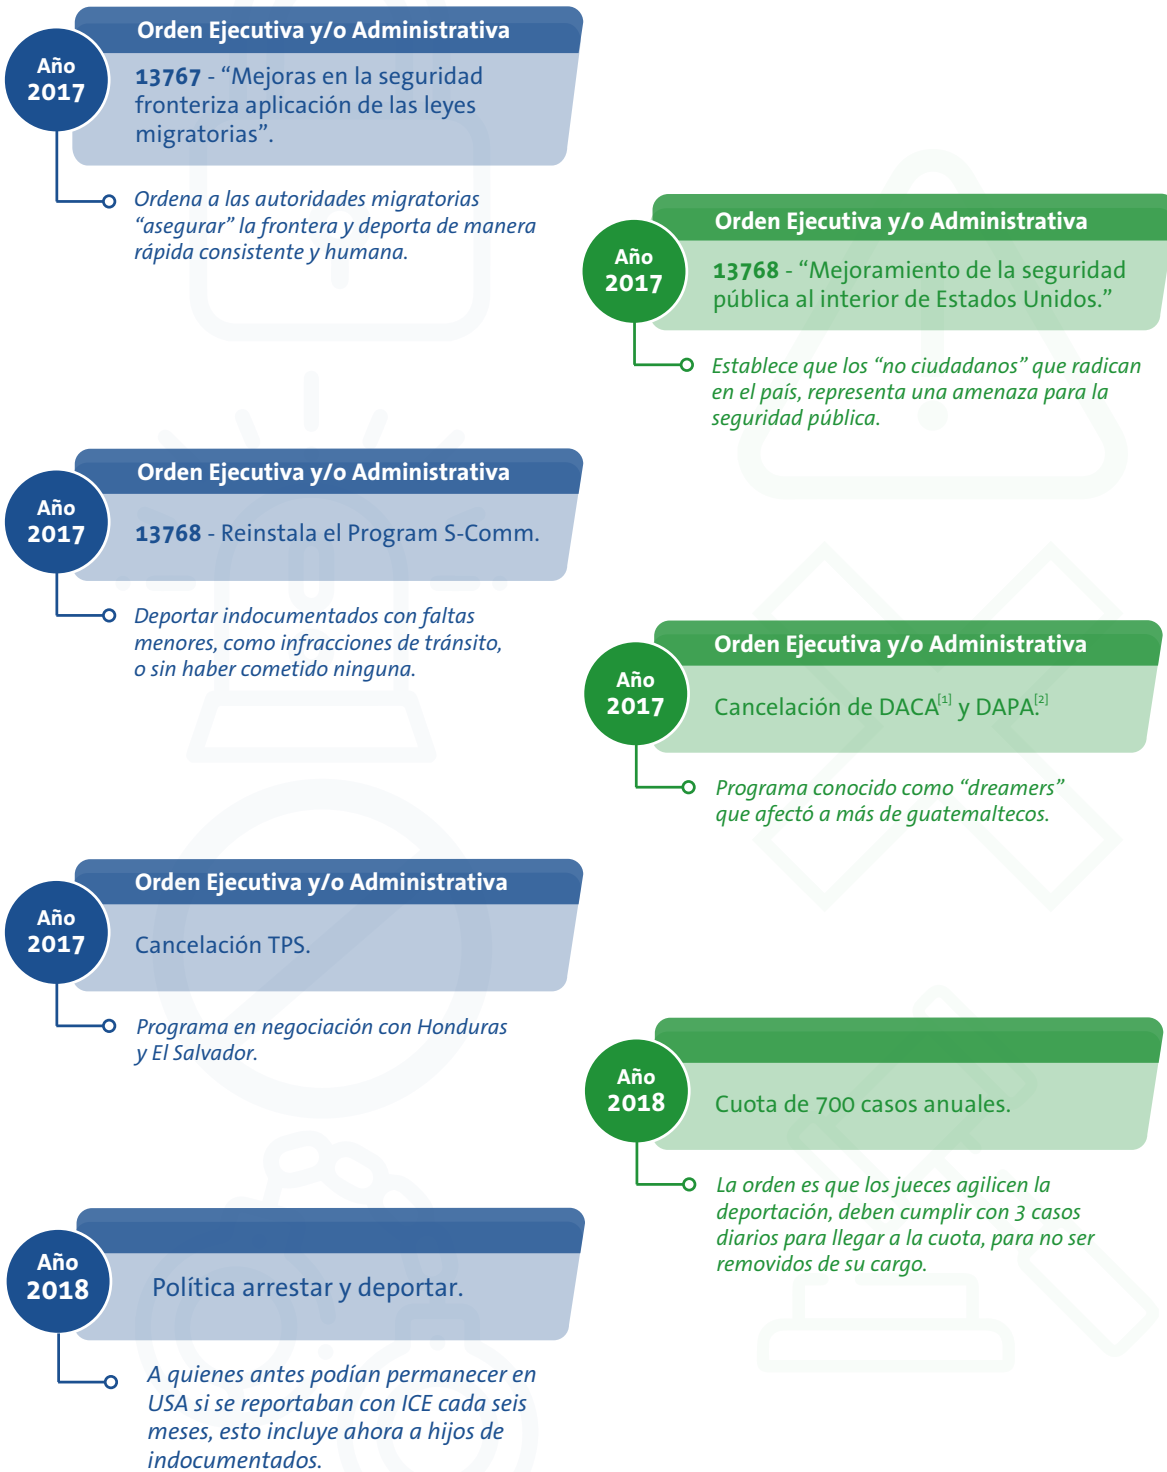 Orden Ejecutiva y/o Administrativa
Año
2017
13767 - “Mejoras en la seguridad
fronteriza aplicación de las leyes
migratorias”.
Ordena a las autoridades migratorias
“asegurar” la frontera y deporta de manera
rápida consistente y humana.
Orden Ejecutiva y/o Administrativa
Año
2017
13768 - “Mejoramiento de la seguridad
pública al interior de Estados Unidos.”
Establece que los “no ciudadanos” que radican
en el país, representa una amenaza para la
seguridad pública.
Orden Ejecutiva y/o Administrativa
Año
2017
13768 - Reinstala el Program S-Comm.
Deportar indocumentados con faltas
menores, como infracciones de tránsito,
o sin haber cometido ninguna.
Orden Ejecutiva y/o Administrativa
Año
2017
Cancelación de DACA[1] y DAPA.[2]
Programa conocido como “dreamers”
que afectó a más de guatemaltecos.
Orden Ejecutiva y/o Administrativa
Año
2017
Cancelación TPS.
Programa en negociación con Honduras
y El Salvador.
Año
2018
Cuota de 700 casos anuales.
La orden es que los jueces agilicen la
deportación, deben cumplir con 3 casos
diarios para llegar a la cuota, para no ser
removidos de su cargo.
Año
2018
Política arrestar y deportar.
A quienes antes podían permanecer en
USA si se reportaban con ICE cada seis
meses, esto incluye ahora a hijos de
indocumentados.